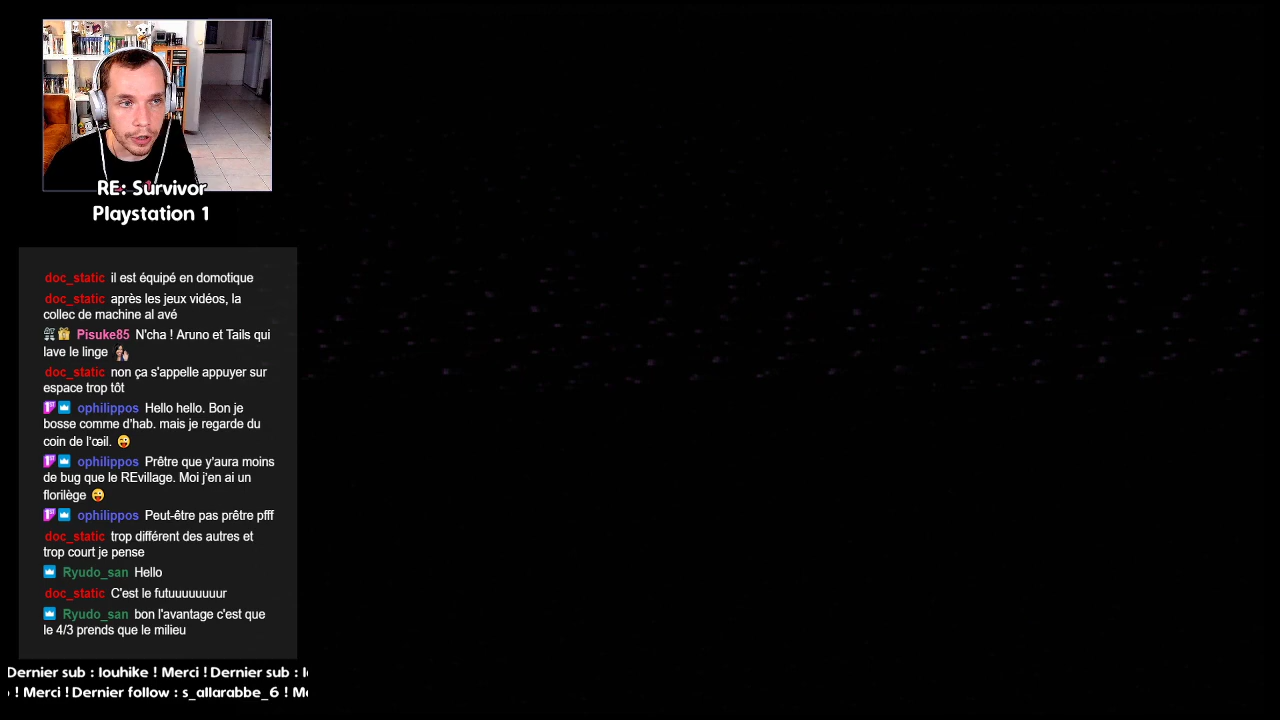 RE: Survivor
Playstation 1
doc_static il est équipé en domotique
doc_static après les jeux vidéos, la
collec de machine al avé
Pisuke85 N'cha ! Aruno et Tails qui
lave le linge
doc_static non ça s'appelle appuyer sur
espace trop tôt
ophilippos Hello hello. Bon je
bosse comme d'hab. mais je regarde du
coin de l'œil.
ophilippos Prêtre que y'aura moins
de bug que le REvillage. Moi j'en ai un
florilège
ophilippos Peut-être pas prêtre pfff
doc_static trop différent des autres et
trop court je pense
Ryudo_san Hello
doc_static C'est le futuuuuuuuur
Ryudo_san bon l'avantage c'est que
le 4/3 prends que le milieu
Dernier sub : louhike ! Merci ! Dernier sub :
! Merci ! Dernier follow : s_allarabbe_6 !